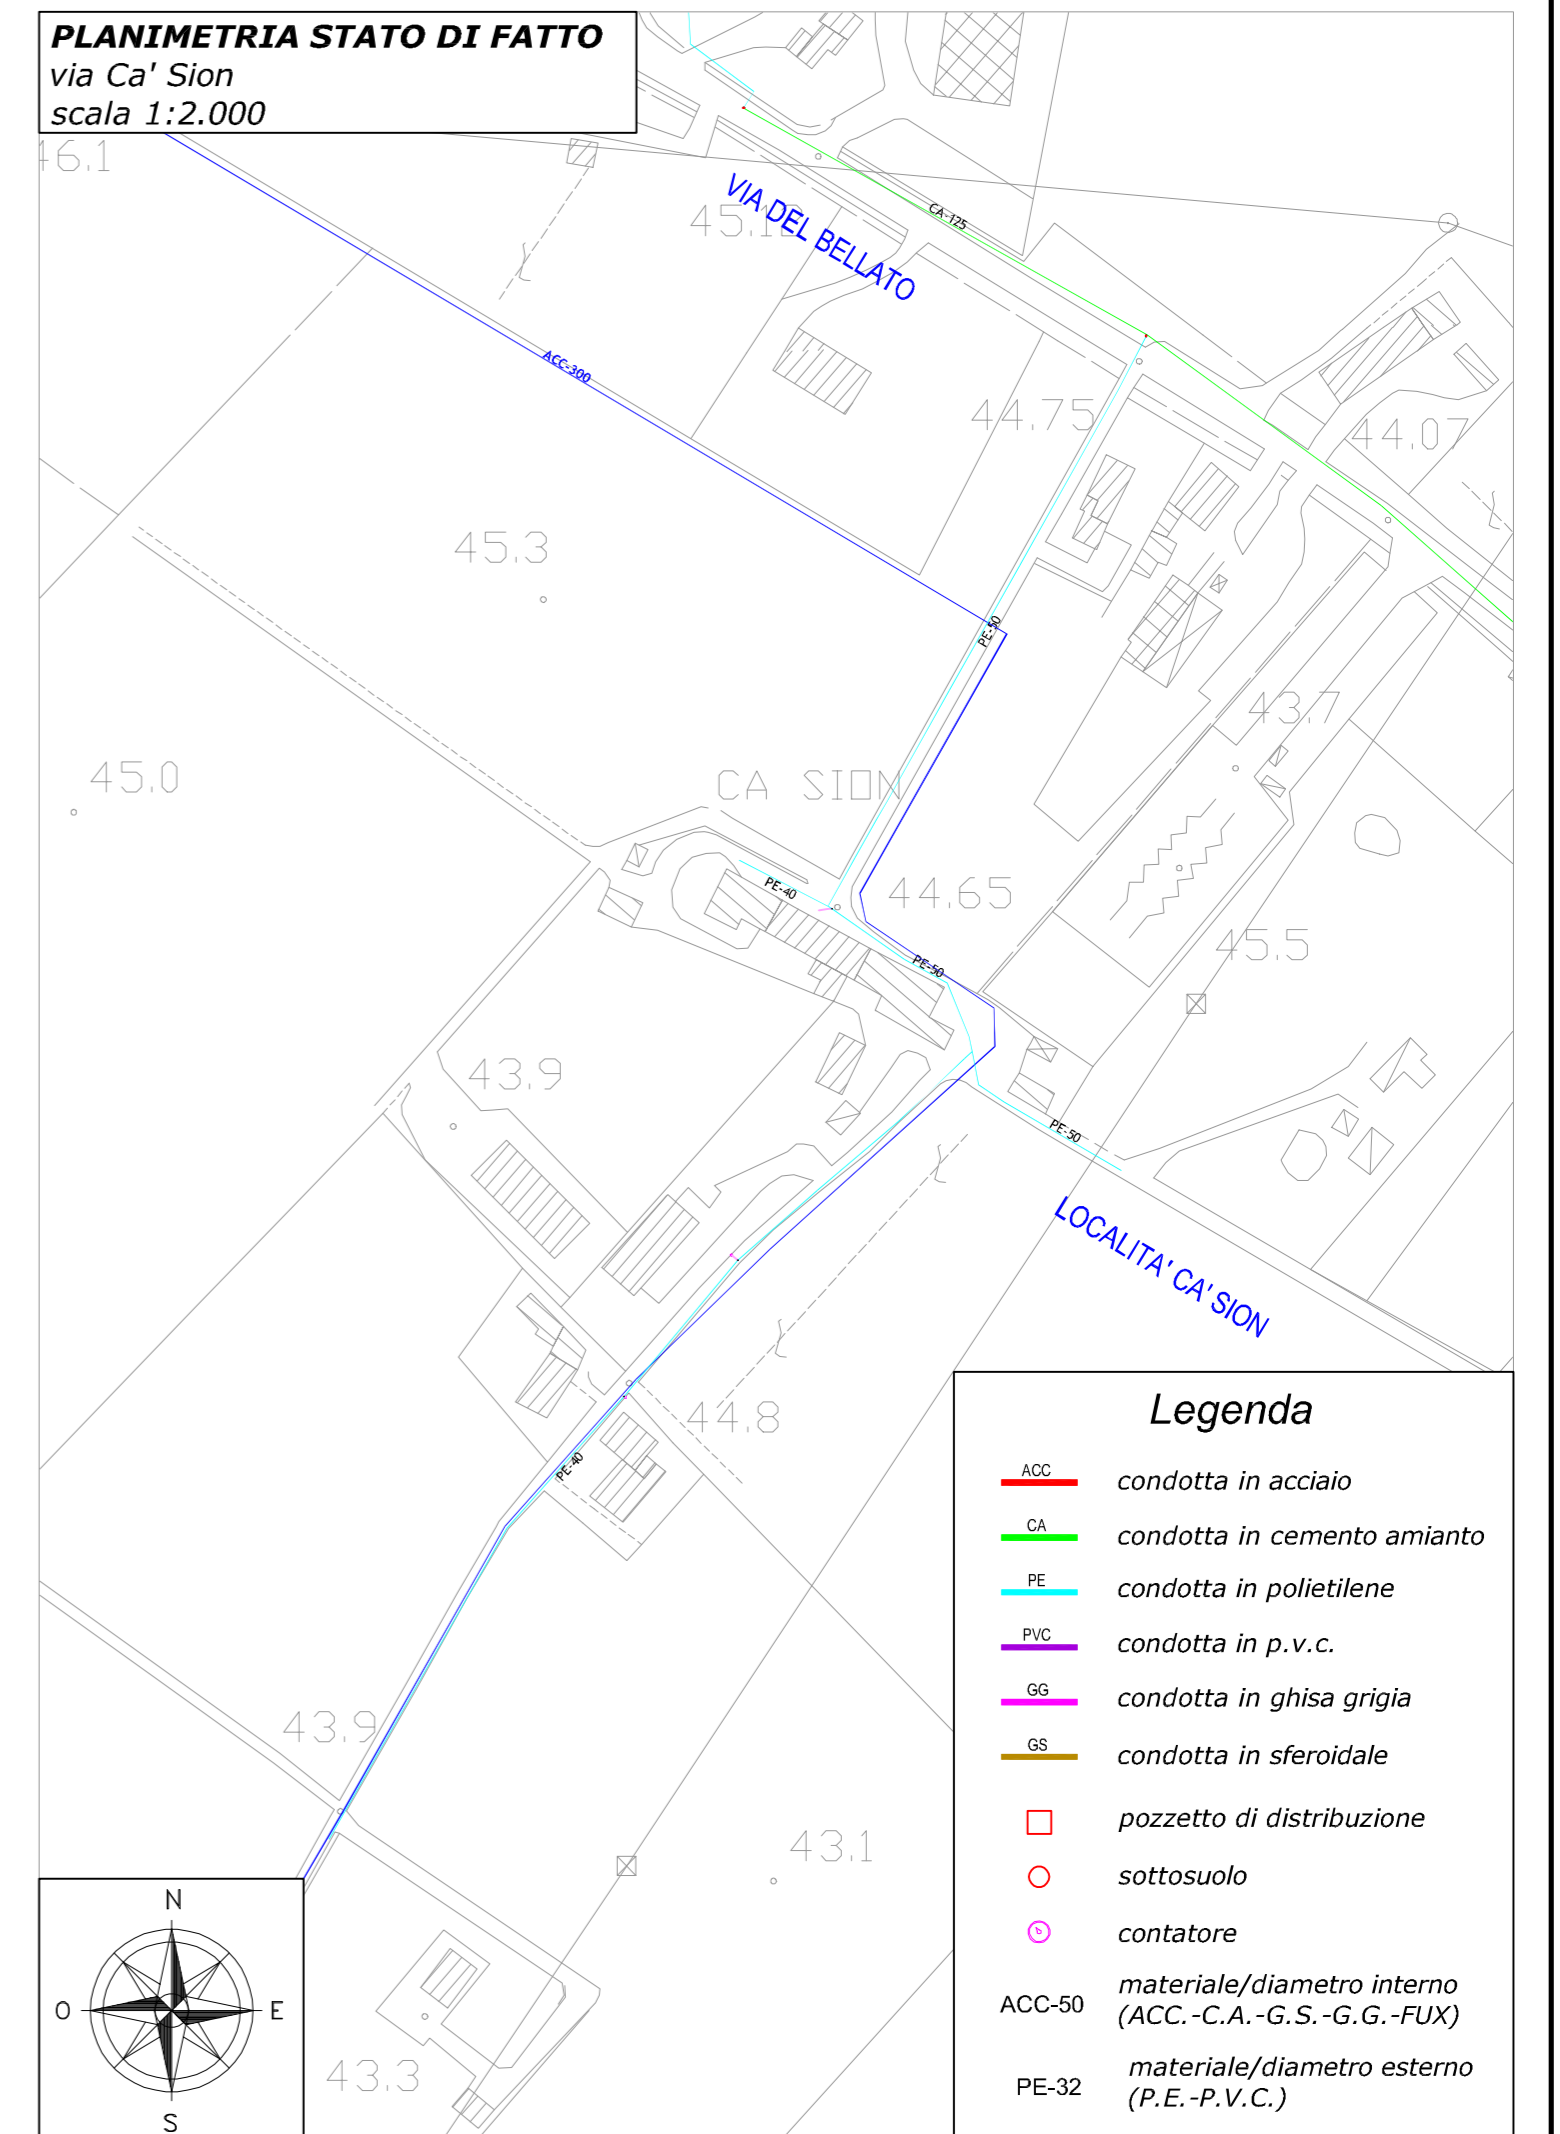 PLANIMETRIA STATO DI FATTO
via Ca' Sion
scala 1:2.000
46.1
45.1
VIA DEL BELLATO
CA-125
ACC-300
44.75
44.07
45.3
PE-50
43.7
45.0
CA SION
PE-40
44.65
45.5
PE-50
43.9
PE-50
LOCALITA' CA' SION
44.8
PE-40
43.9
43.1
43.3
N
O
E
S
Legenda
ACC condotta in acciaio
CA condotta in cemento amianto
PE condotta in polietilene
PVC condotta in p.v.c.
GG condotta in ghisa grigia
GS condotta in sferoidale
pozzetto di distribuzione
sottosuolo
contatore
ACC-50 materiale/diametro interno
(ACC.-C.A.-G.S.-G.G.-FUX)
PE-32 materiale/diametro esterno
(P.E.-P.V.C.)